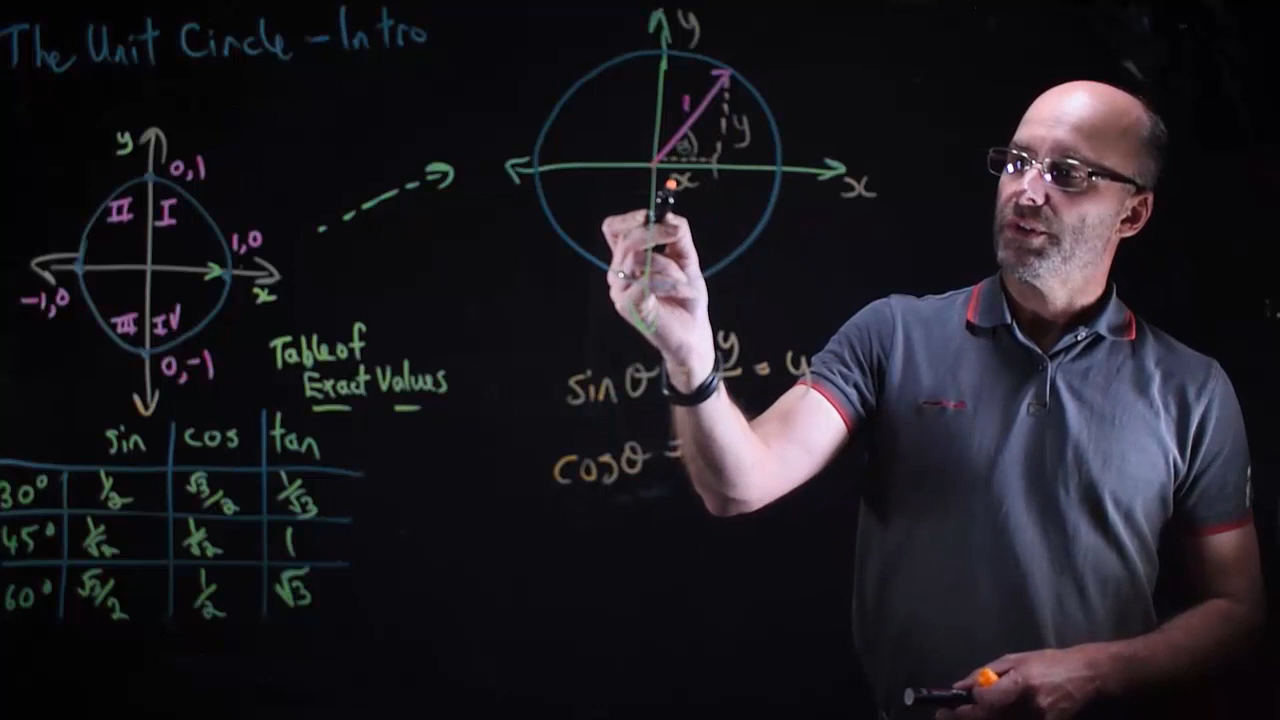 The Unit Circle - Intro
y
0,1
II I
1,0
-1,0
x
III IV
0,-1
Table of
Exact Values
sin cos tan
30° 1/2 √3/2 1/√3
45° 1/√2 1/√2 1
60° √3/2 1/2 √3
y
1
θ
y
x
x
sin θ y = y
cos θ =